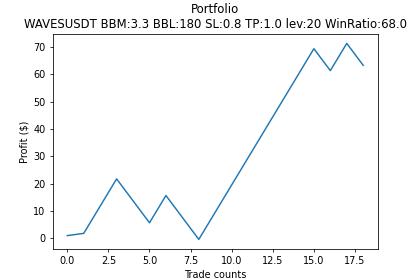 Portfolio
WAVESUSDT BBM:3.3 BBL:180 SL:0.8 TP:1.0 lev:20 WinRatio:68.0
Profit ($)
70
60
50
40
30
20
10
0
0.0 2.5 5.0 7.5 10.0 12.5 15.0 17.5
Trade counts